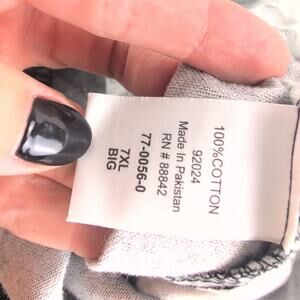 100%COTTON
92024
Made In Pakistan
RN # 88842
77-0056-0
7XL
BIG